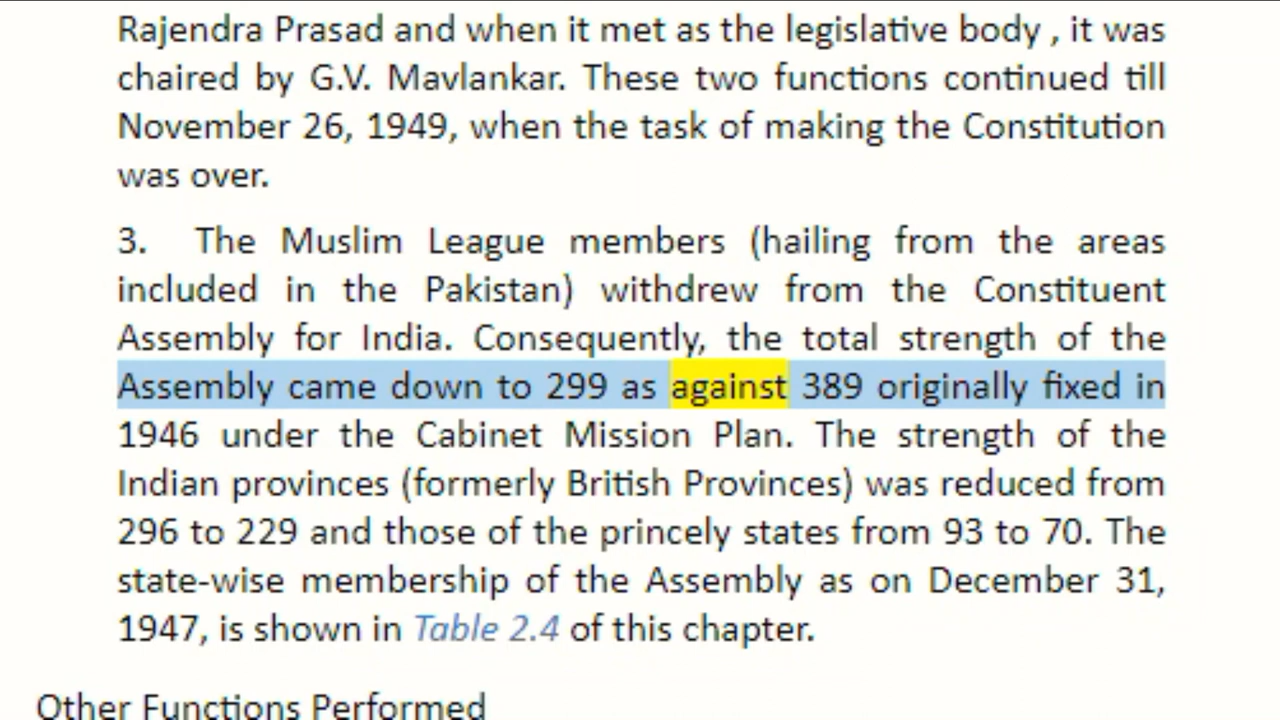 Rajendra Prasad and when it met as the legislative body , it was
chaired by G.V. Mavlankar. These two functions continued till
November 26, 1949, when the task of making the Constitution
was over.
3. The Muslim League members (hailing from the areas
included in the Pakistan) withdrew from the Constituent
Assembly for India. Consequently, the total strength of the
Assembly came down to 299 as against 389 originally fixed in
1946 under the Cabinet Mission Plan. The strength of the
Indian provinces (formerly British Provinces) was reduced from
296 to 229 and those of the princely states from 93 to 70. The
state-wise membership of the Assembly as on December 31,
1947, is shown in Table 2.4 of this chapter.
Other Functions Performed